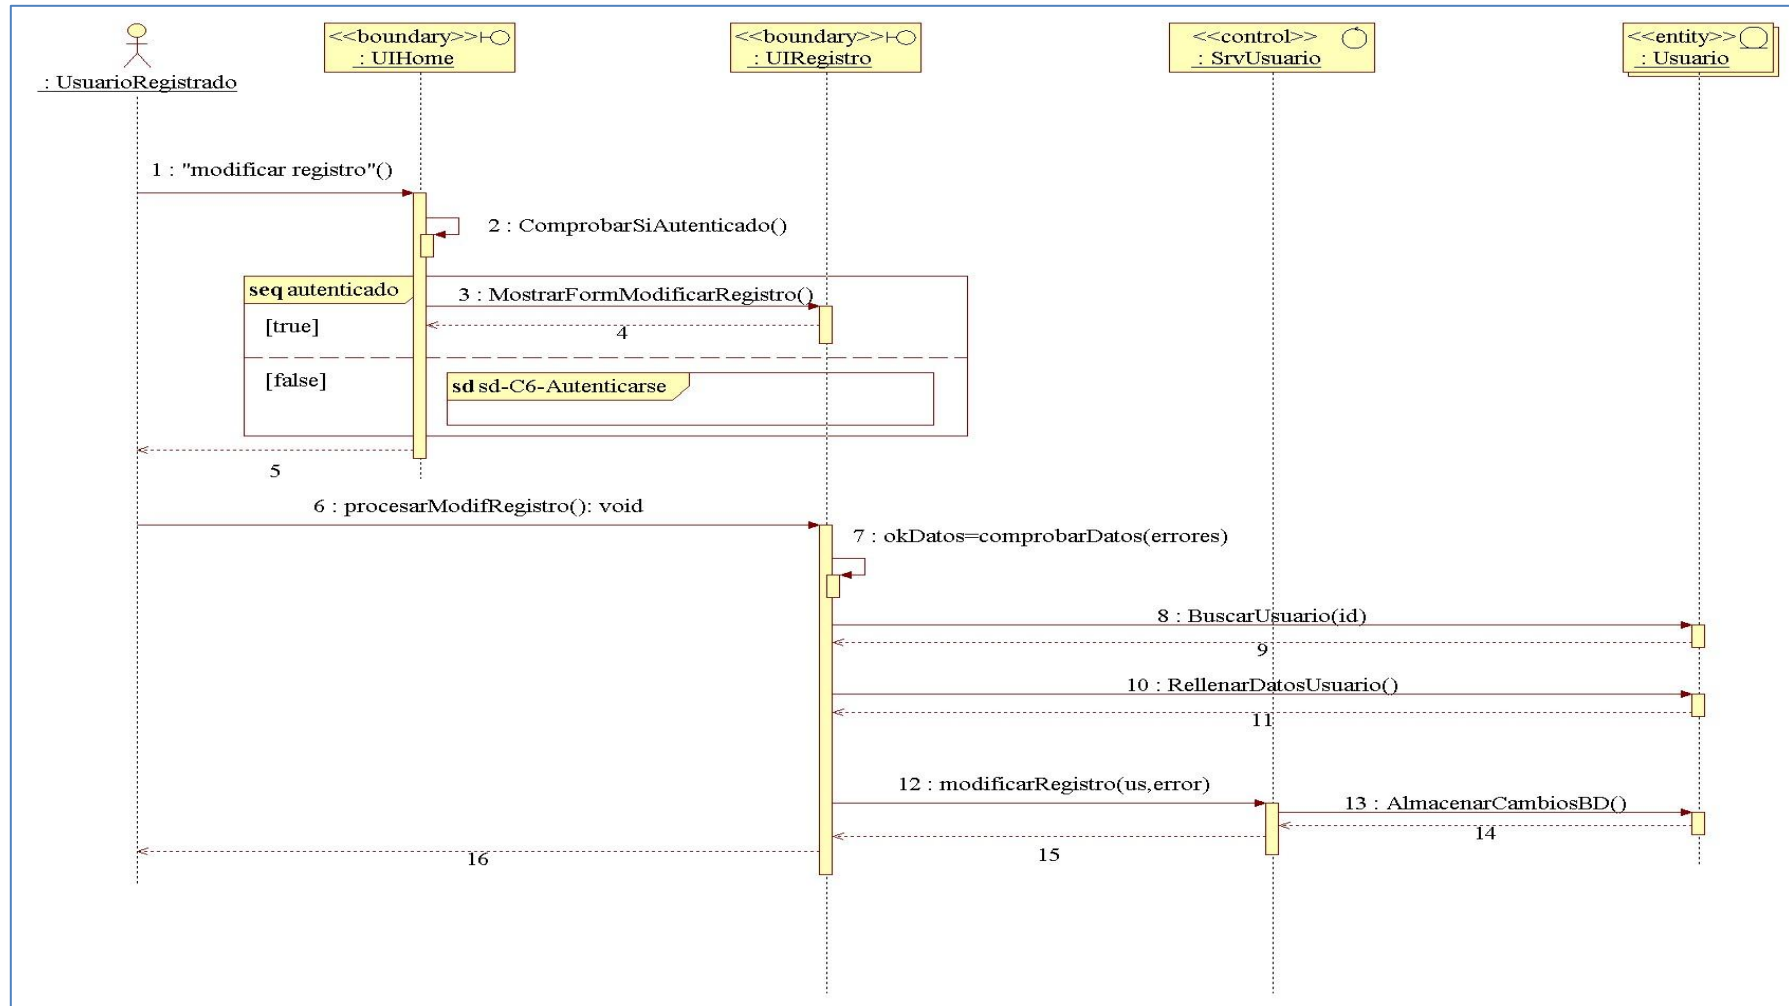 <<boundary>>
: UIHome
<<boundary>>
: UIRegistro
<<control>>
: SrvUsuario
<<entity>>
: Usuario
: UsuarioRegistrado
1 : "modificar registro"()
2 : ComprobarSiAutenticado()
seq autenticado
3 : MostrarFormModificarRegistro()
[true]
4
[false]
sd sd-C6-Autenticarse
5
6 : procesarModifRegistro(): void
7 : okDatos=comprobarDatos(errores)
8 : BuscarUsuario(id)
9
10 : RellenarDatosUsuario()
11
12 : modificarRegistro(us,error)
13 : AlmacenarCambiosBD()
14
15
16